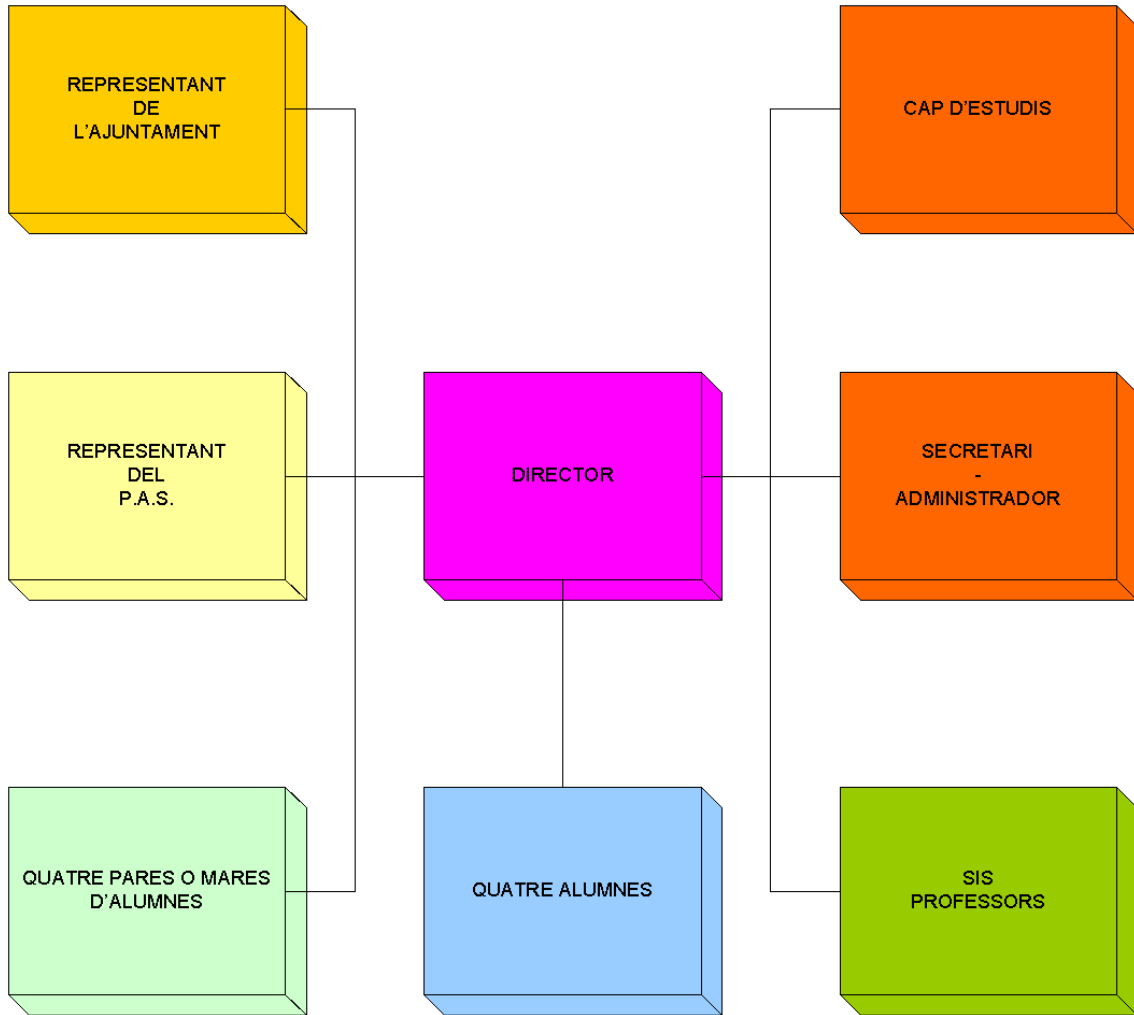 REPRESENTANT
DE
L'AJUNTAMENT
CAP D'ESTUDIS
REPRESENTANT
DEL
P.A.S.
DIRECTOR
SECRETARI
-
ADMINISTRADOR
QUATRE PARES O MARES
D'ALUMNES
QUATRE ALUMNES
SIS
PROFESSORS